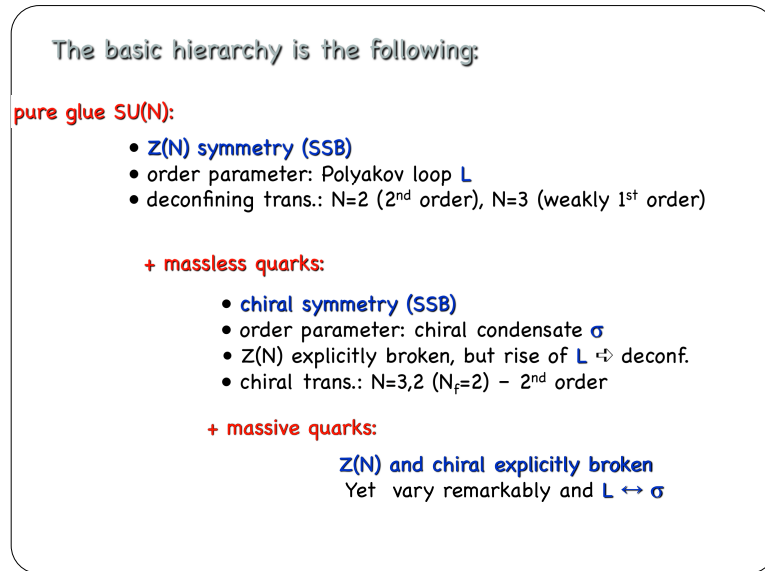 The basic hierarchy is the following:
pure glue SU(N):
• Z(N) symmetry (SSB)
• order parameter: Polyakov loop L
• deconfining trans.: N=2 (2nd order), N=3 (weakly 1st order)
+ massless quarks:
• chiral symmetry (SSB)
• order parameter: chiral condensate σ
• Z(N) explicitly broken, but rise of L ➪ deconf.
• chiral trans.: N=3,2 (Nf=2) – 2nd order
+ massive quarks:
Z(N) and chiral explicitly broken
Yet vary remarkably and L ↔ σ